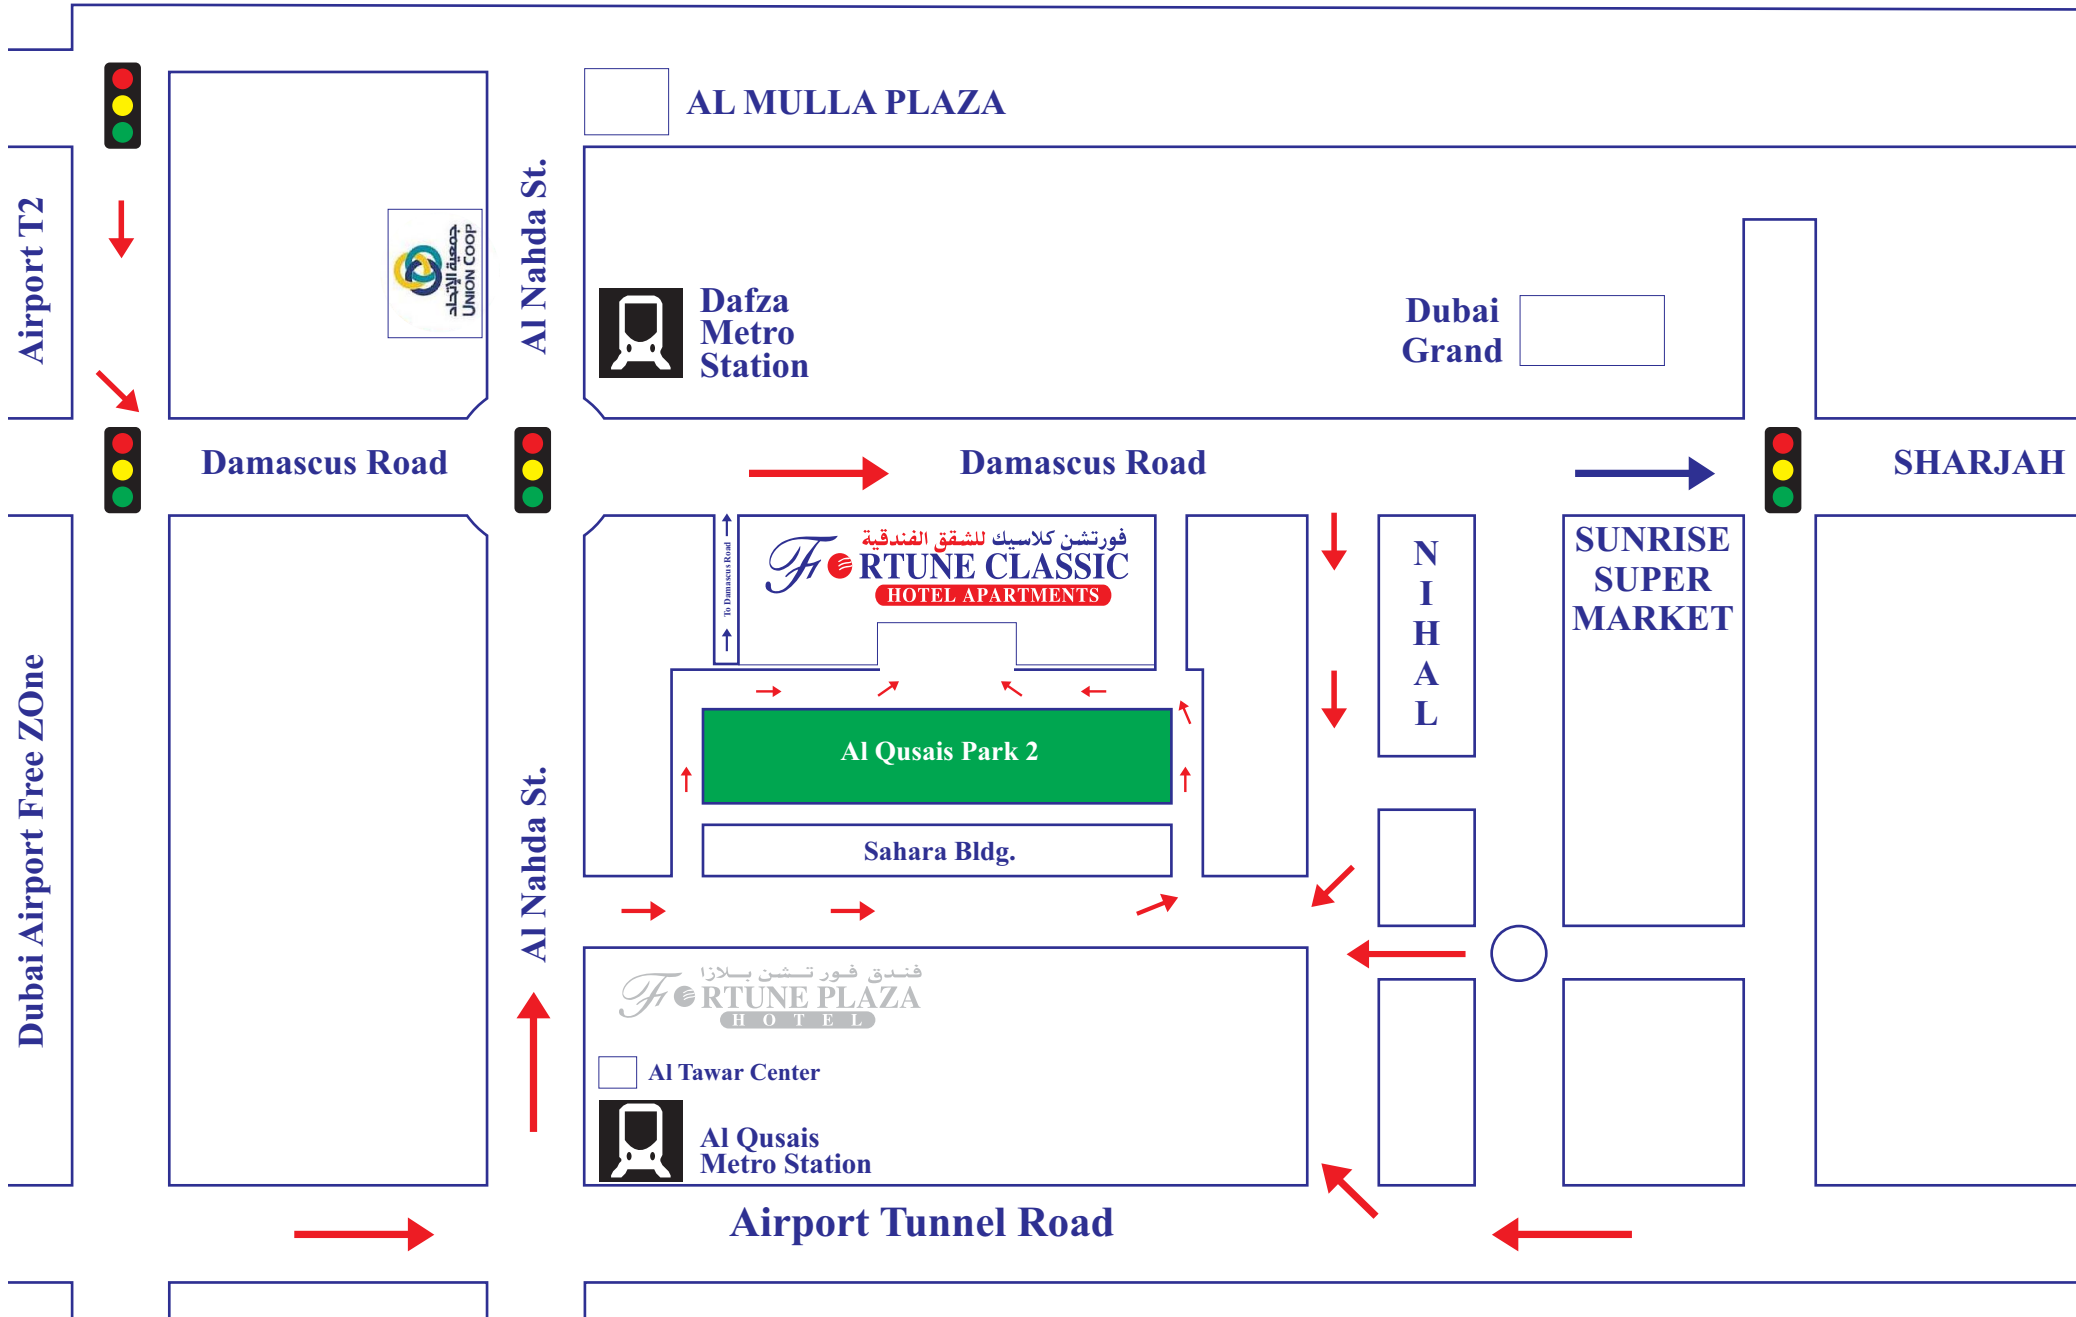 AL MULLA PLAZA
Airport T2
جمعية الإتحاد
UNION COOP
Al Nahda St.
Dafza
Metro
Station
Dubai
Grand
Damascus Road
Damascus Road
SHARJAH
To Damascus Road
فورتشن كلاسيك للشقق الفندقية
FORTUNE CLASSIC
HOTEL APARTMENTS
NIHAL
SUNRISE
SUPER
MARKET
Dubai Airport Free ZOne
Al Nahda St.
Al Qusais Park 2
Sahara Bldg.
فندق فورتشن بلازا
FORTUNE PLAZA
HOTEL
Al Tawar Center
Al Qusais
Metro Station
Airport Tunnel Road